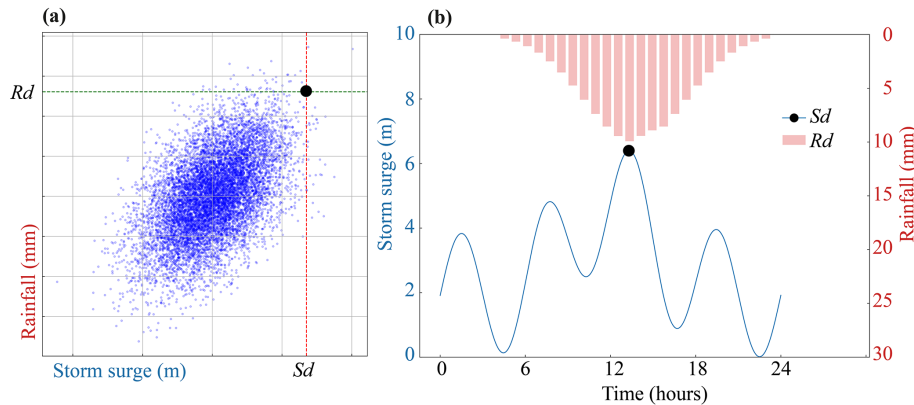 (a)
Rd
Rainfall (mm)
Storm surge (m)
Sd
(b)
10
8
6
4
2
0
Storm surge (m)
0
6
12
18
24
Time (hours)
Sd
Rd
0
5
10
15
20
25
30
Rainfall (mm)